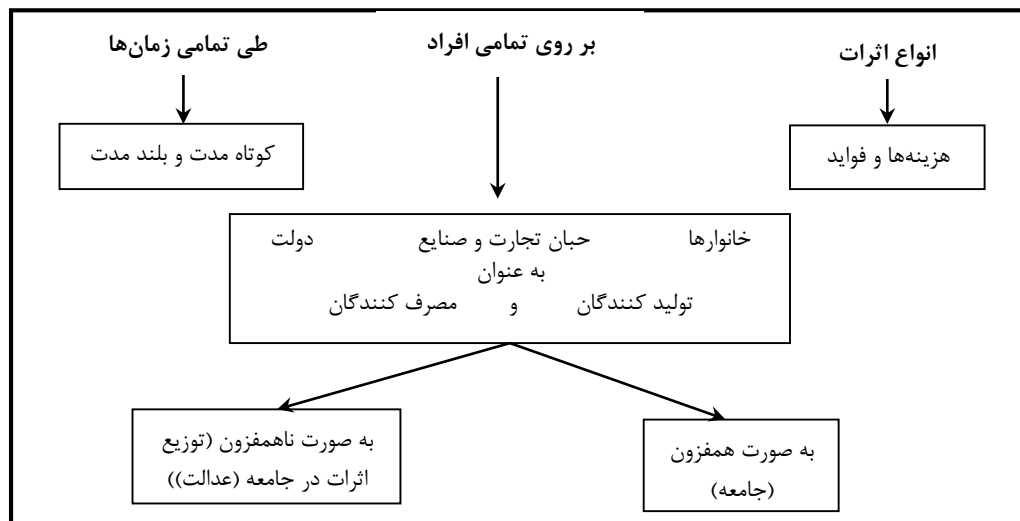 انواع اثرات
بر روی تمامی افراد
طی تمامی زمان‌ها
هزینه‌ها و فواید
کوتاه مدت و بلند مدت
خانوارها حبان تجارت و صنایع دولت
به عنوان
تولید کنندگان و مصرف کنندگان
به صورت همفزون
(جامعه)
به صورت ناهمفزون (توزیع
اثرات در جامعه (عدالت))